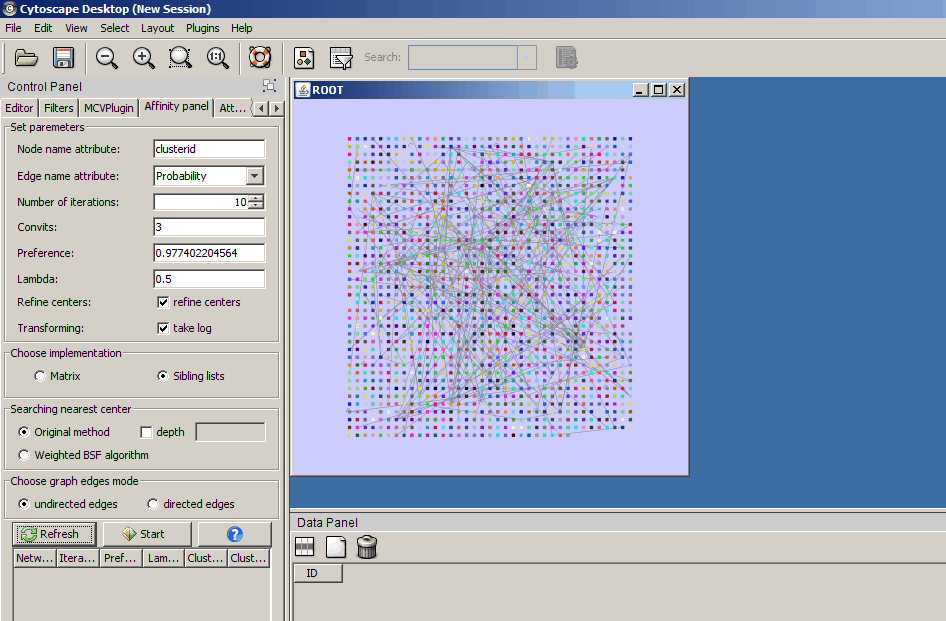 Cytoscape Desktop (New Session)
File Edit View Select Layout Plugins Help
1:1 Search:
Control Panel
Editor Filters MCVPlugin Affinity panel Att...
Set paremeters
Node name attribute: clusterid
Edge name attribute: Probability
Number of iterations: 10
Convits: 3
Preference: 0.977402204564
Lambda: 0.5
Refine centers: refine centers
Transforming: take log
Choose implementation
Matrix Sibling lists
Searching nearest center
Original method depth
Weighted BSF algorithm
Choose graph edges mode
undirected edges directed edges
Refresh Start ?
Netw... Itera... Pref... Lam... Clust... Clust...
ROOT
Data Panel
ID